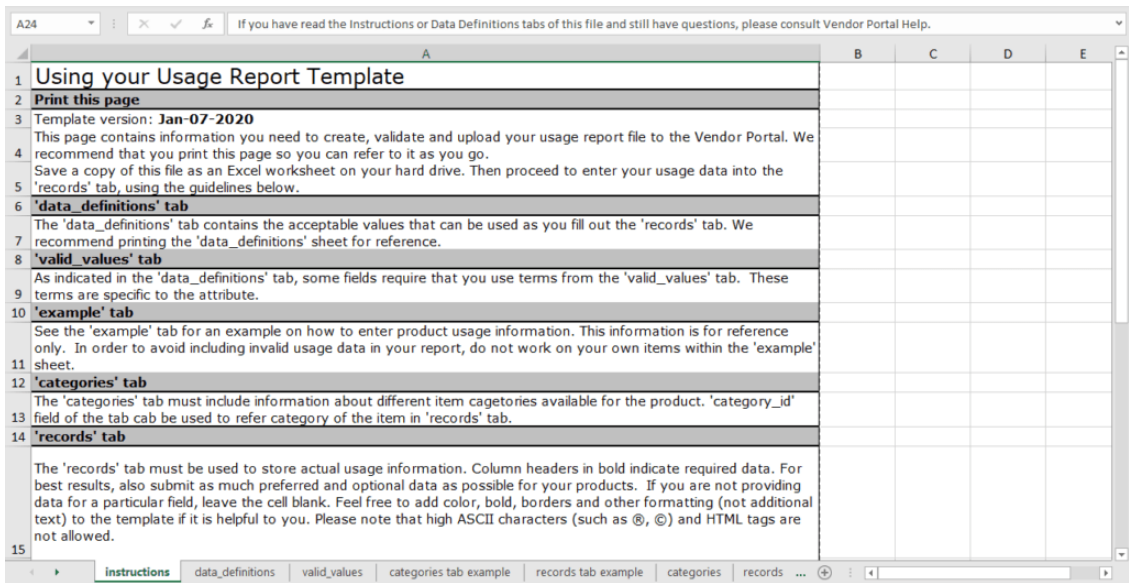 A24
fx
If you have read the Instructions or Data Definitions tabs of this file and still have questions, please consult Vendor Portal Help.
A B C D E
1 Using your Usage Report Template
2 Print this page
3 Template version: Jan-07-2020
This page contains information you need to create, validate and upload your usage report file to the Vendor Portal. We
4 recommend that you print this page so you can refer to it as you go.
Save a copy of this file as an Excel worksheet on your hard drive. Then proceed to enter your usage data into the
5 'records' tab, using the guidelines below.
6 'data_definitions' tab
The 'data_definitions' tab contains the acceptable values that can be used as you fill out the 'records' tab. We
7 recommend printing the 'data_definitions' sheet for reference.
8 'valid_values' tab
As indicated in the 'data_definitions' tab, some fields require that you use terms from the 'valid_values' tab. These
9 terms are specific to the attribute.
10 'example' tab
See the 'example' tab for an example on how to enter product usage information. This information is for reference
only. In order to avoid including invalid usage data in your report, do not work on your own items within the 'example'
11 sheet.
12 'categories' tab
The 'categories' tab must include information about different item cagetories available for the product. 'category_id'
13 field of the tab cab be used to refer category of the item in 'records' tab.
14 'records' tab
The 'records' tab must be used to store actual usage information. Column headers in bold indicate required data. For
best results, also submit as much preferred and optional data as possible for your products. If you are not providing
data for a particular field, leave the cell blank. Feel free to add color, bold, borders and other formatting (not additional
text) to the template if it is helpful to you. Please note that high ASCII characters (such as ®, ©) and HTML tags are
not allowed.
15
instructions data_definitions valid_values categories tab example records tab example categories records ...